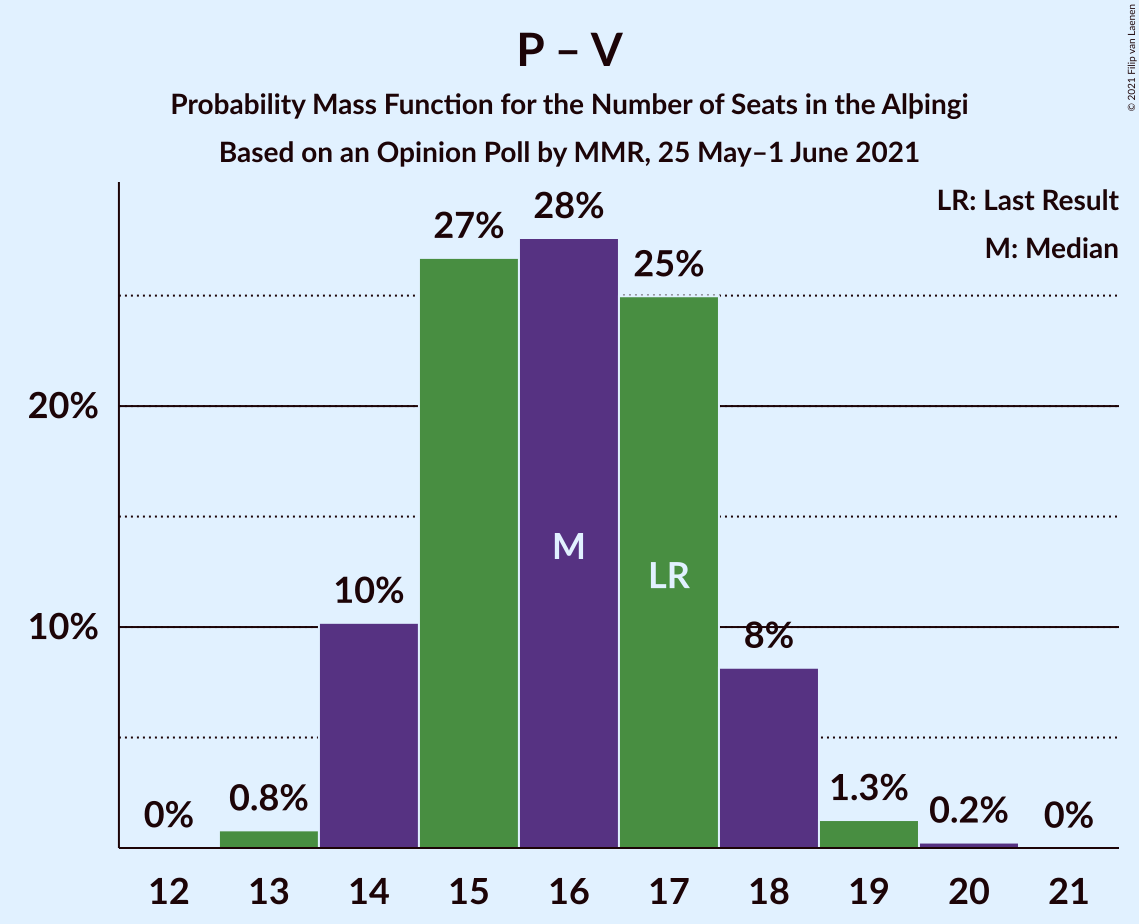 P – V
Probability Mass Function for the Number of Seats in the Alþingi
Based on an Opinion Poll by MMR, 25 May–1 June 2021
© 2021 Filip van Laenen
LR: Last Result
M: Median
20%
10%
0%
0.8%
10%
27%
28%
25%
8%
1.3%
0.2%
0%
M
LR
12 13 14 15 16 17 18 19 20 21